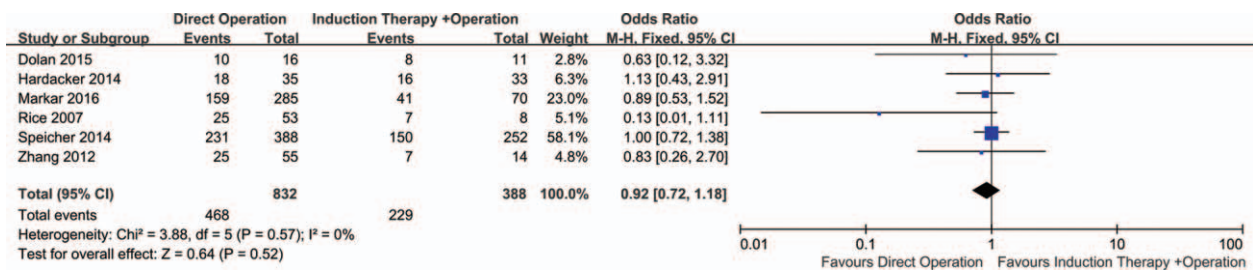 Direct Operation Induction Therapy +Operation Odds Ratio Odds Ratio
Study or Subgroup Events Total Events Total Weight M-H, Fixed, 95% CI M-H, Fixed, 95% CI
Dolan 2015 10 16 8 11 2.8% 0.63 [0.12, 3.32]
Hardacker 2014 18 35 16 33 6.3% 1.13 [0.43, 2.91]
Markar 2016 159 285 41 70 23.0% 0.89 [0.53, 1.52]
Rice 2007 25 53 7 8 5.1% 0.13 [0.01, 1.11]
Speicher 2014 231 388 150 252 58.1% 1.00 [0.72, 1.38]
Zhang 2012 25 55 7 14 4.8% 0.83 [0.26, 2.70]
Total (95% CI) 832 388 100.0% 0.92 [0.72, 1.18]
Total events 468 229
Heterogeneity: Chi² = 3.88, df = 5 (P = 0.57); I² = 0%
Test for overall effect: Z = 0.64 (P = 0.52)
0.01 0.1 1 10 100
Favours Direct Operation Favours Induction Therapy +Operation